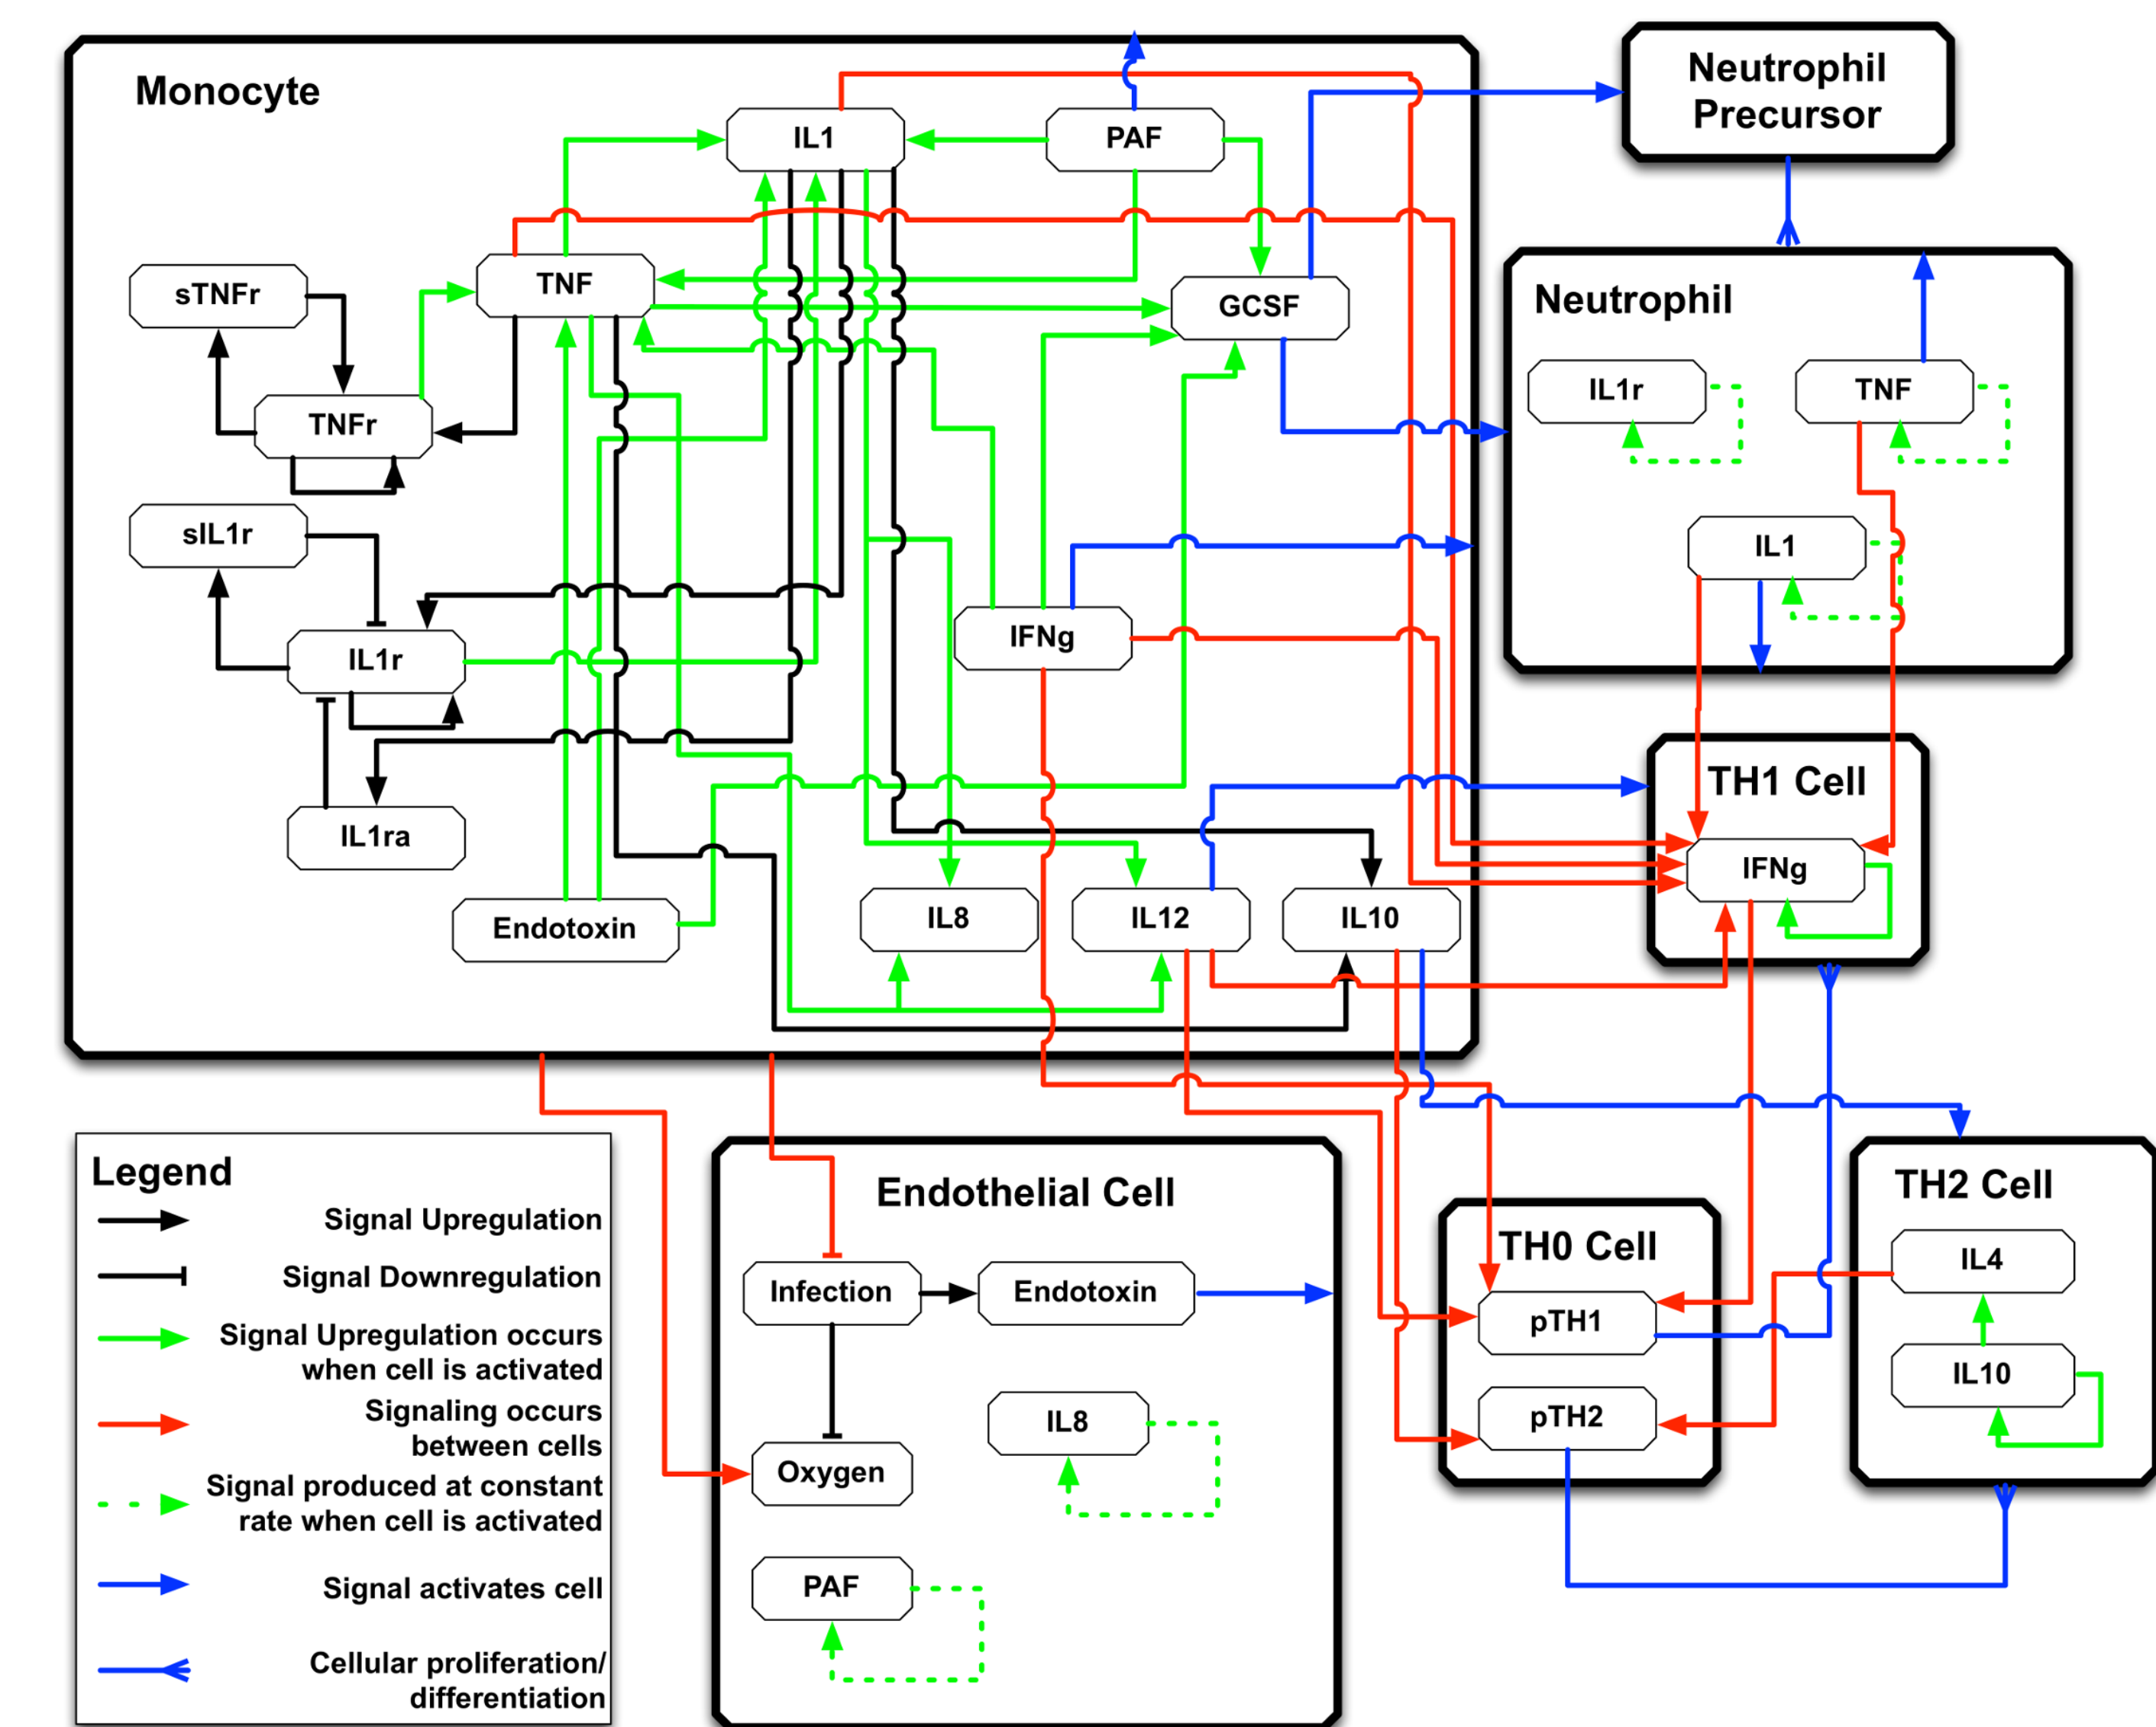 Monocyte
IL1
PAF
sTNFr
TNF
GCSF
TNFr
sIL1r
IFNg
IL1r
IL1ra
Endotoxin
IL8
IL12
IL10
Neutrophil
Precursor
Neutrophil
IL1r
TNF
IL1
TH1 Cell
IFNg
Legend
Signal Upregulation
Signal Downregulation
Signal Upregulation occurs
when cell is activated
Signaling occurs
between cells
Signal produced at constant
rate when cell is activated
Signal activates cell
Cellular proliferation/
differentiation
Endothelial Cell
Infection
Endotoxin
IL8
Oxygen
PAF
TH0 Cell
pTH1
pTH2
TH2 Cell
IL4
IL10